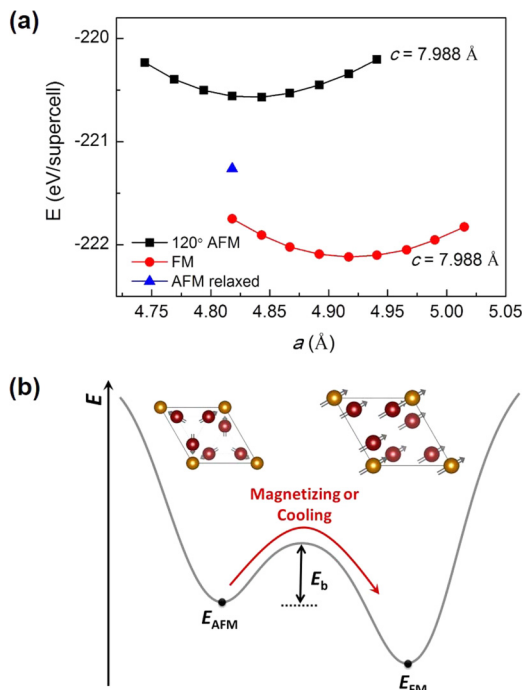 (a)
-220
-221
-222
E (eV/supercell)
c = 7.988 Å
120° AFM
FM
AFM relaxed
c = 7.988 Å
4.75 4.80 4.85 4.90 4.95 5.00 5.05
a (Å)
(b)
E
Magnetizing or
Cooling
Eb
EAFM
EFM